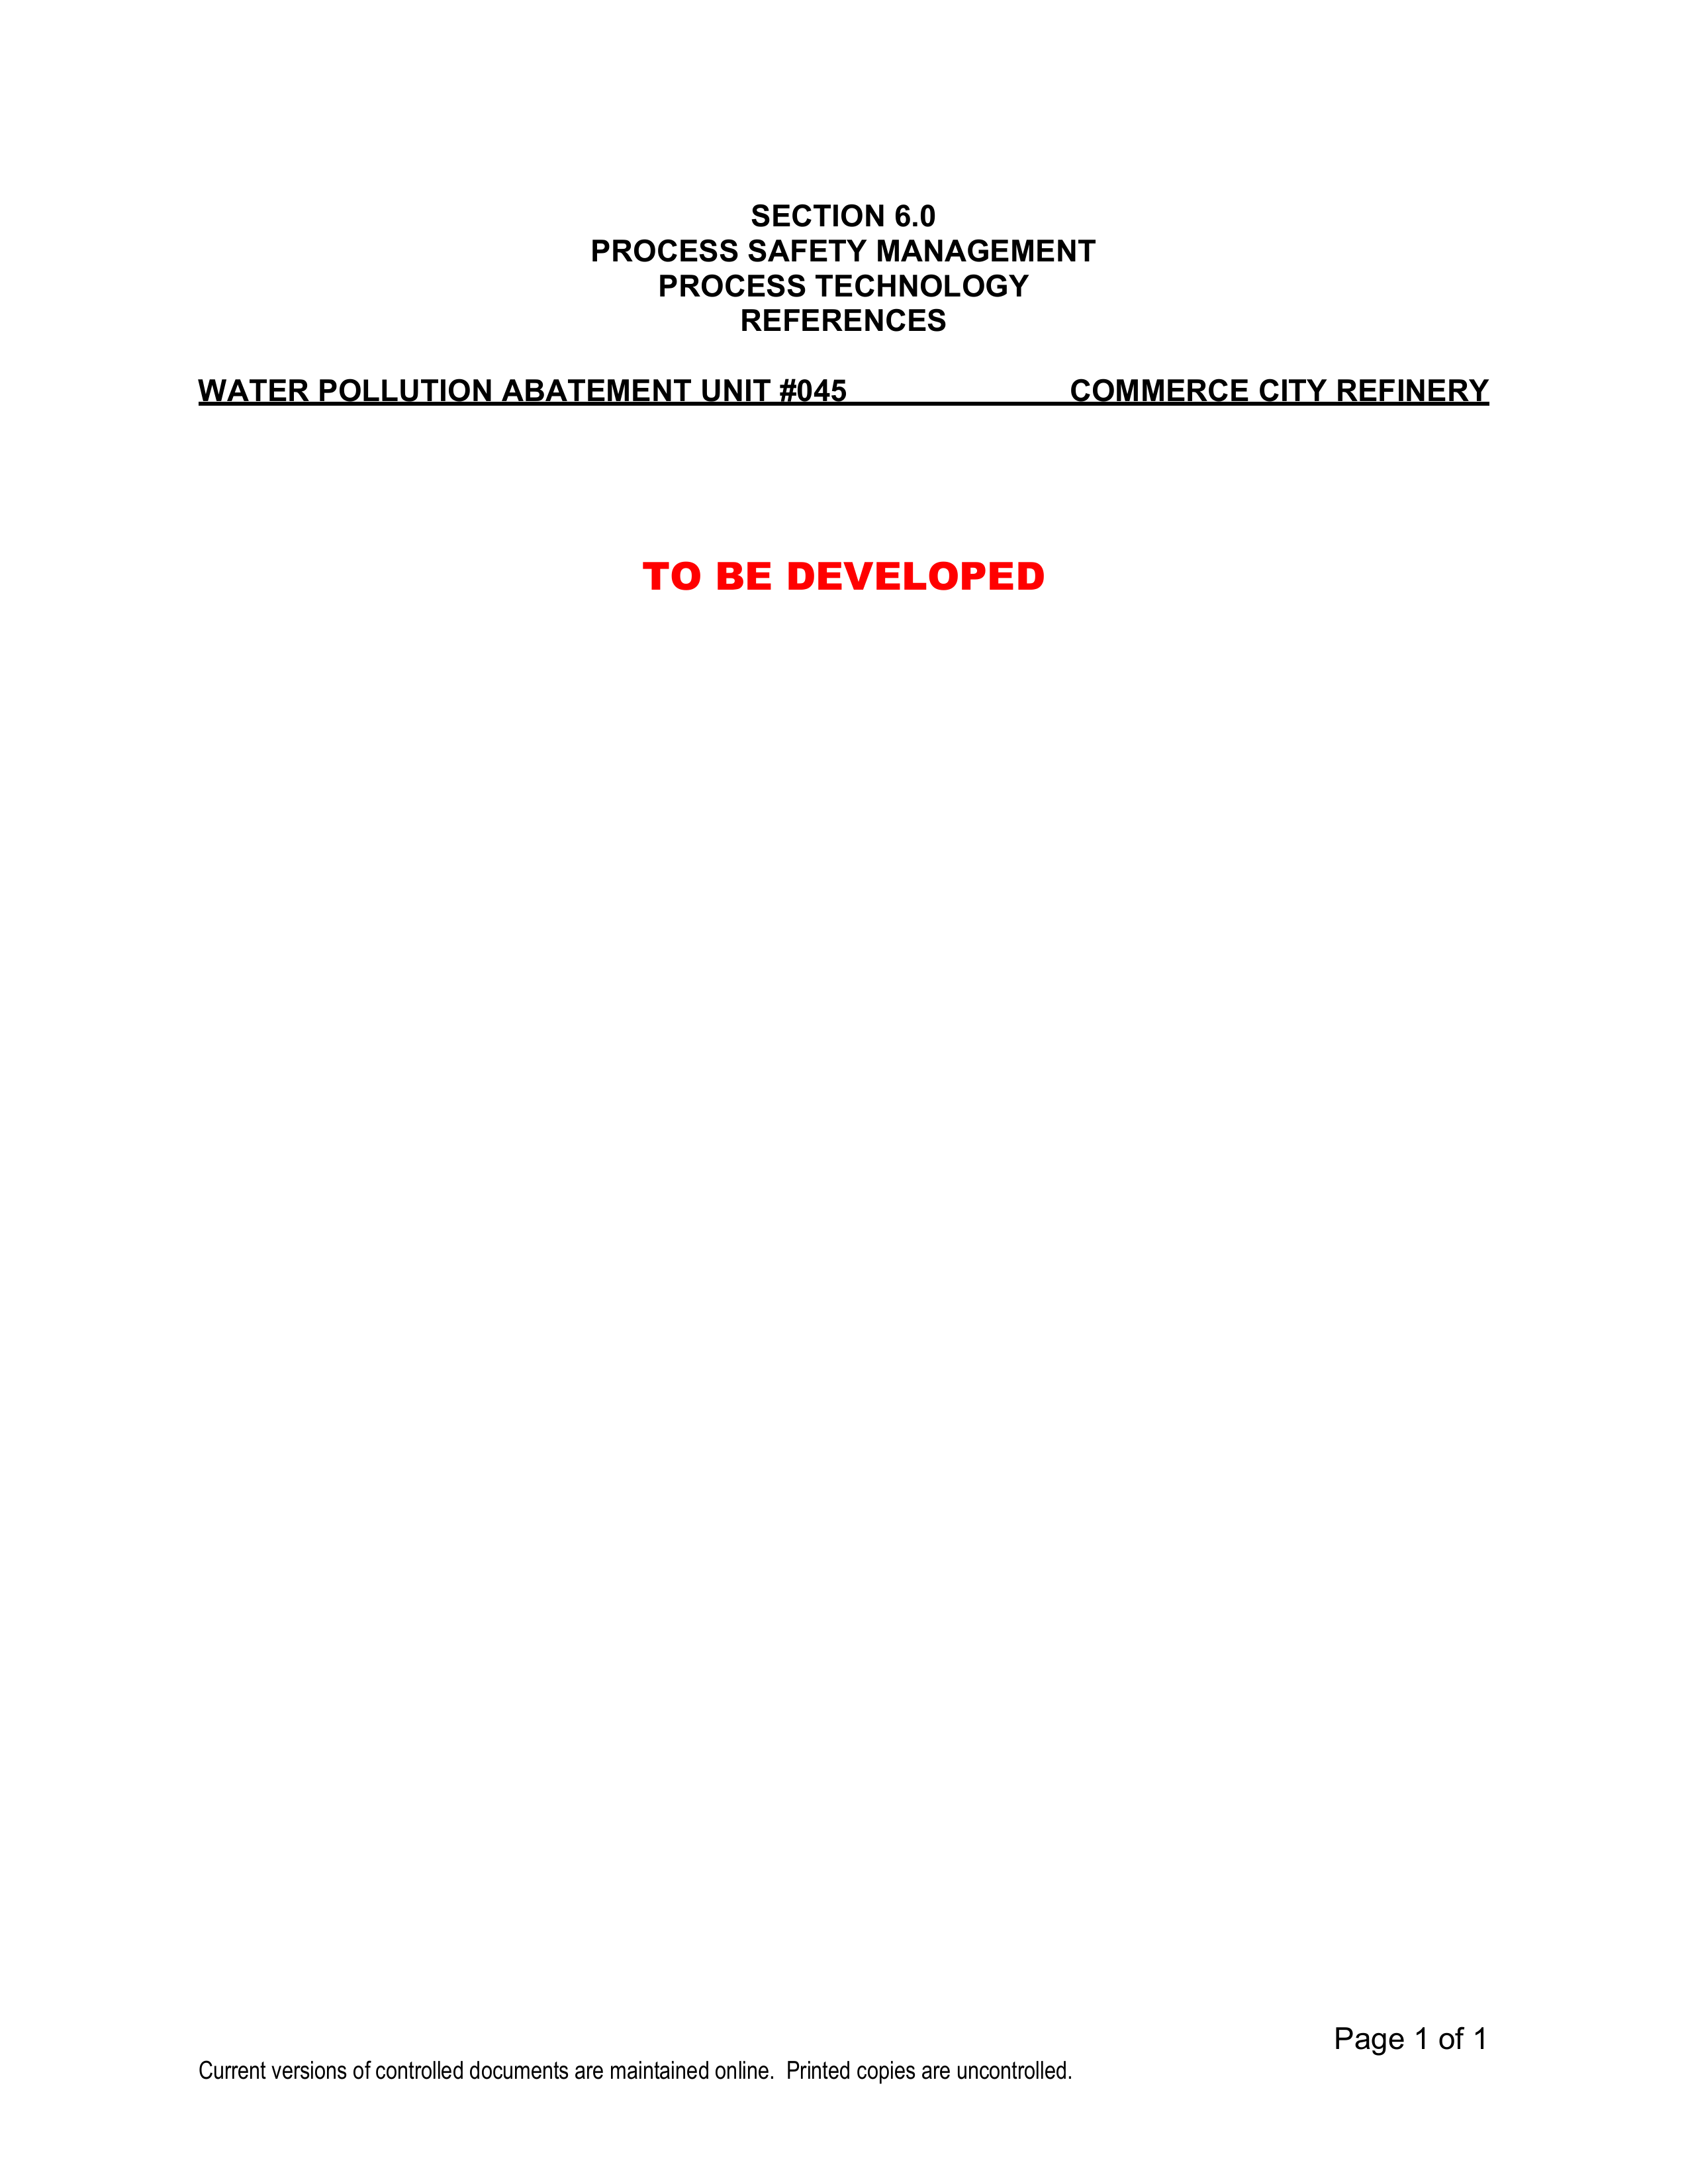 SECTION 6.0
PROCESS SAFETY MANAGEMENT
PROCESS TECHNOLOGY
REFERENCES
WATER POLLUTION ABATEMENT UNIT #045 COMMERCE CITY REFINERY
TO BE DEVELOPED
Page 1 of 1
Current versions of controlled documents are maintained online. Printed copies are uncontrolled.